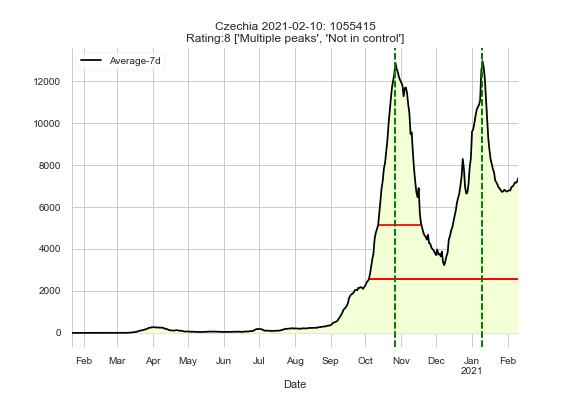 Czechia 2021-02-10: 1055415
Rating:8 ['Multiple peaks', 'Not in control']
Average-7d
12000
10000
8000
6000
4000
2000
0
Feb Mar Apr May Jun Jul Aug Sep Oct Nov Dec Jan Feb
2021
Date